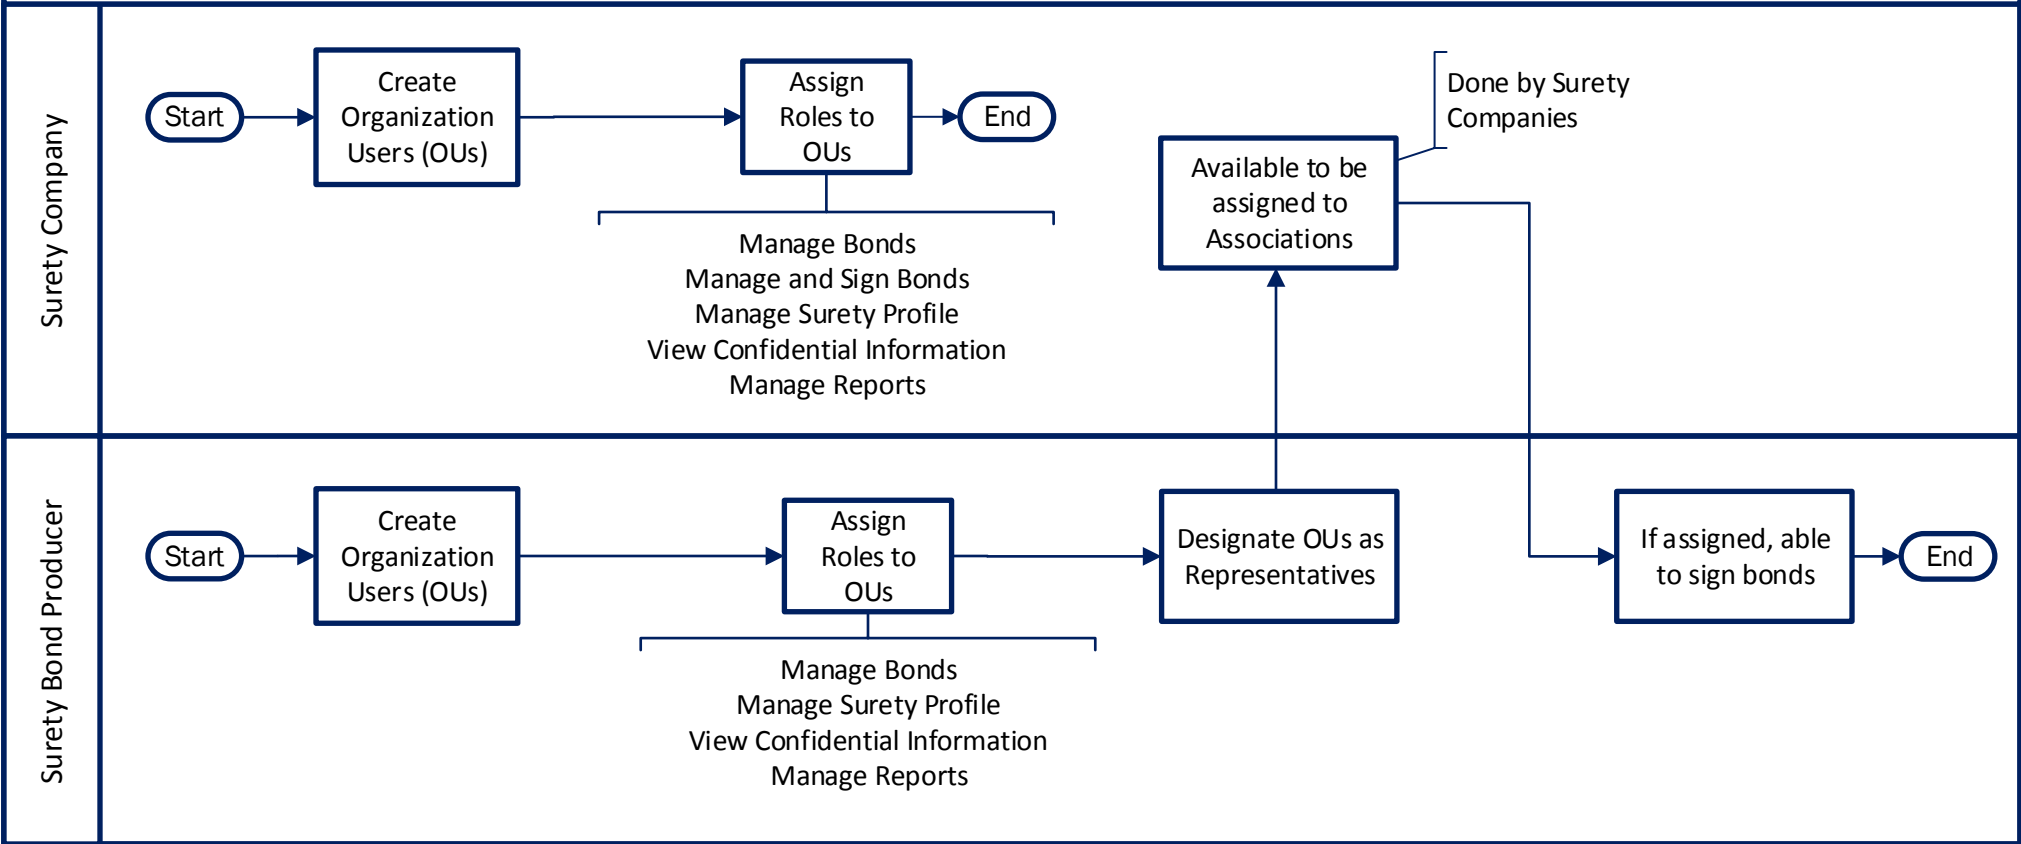 Surety Company
Start
Create
Organization
Users (OUs)
Assign
Roles to
OUs
End
Manage Bonds
Manage and Sign Bonds
Manage Surety Profile
View Confidential Information
Manage Reports
Available to be
assigned to
Associations
Done by Surety
Companies
Surety Bond Producer
Start
Create
Organization
Users (OUs)
Assign
Roles to
OUs
Manage Bonds
Manage Surety Profile
View Confidential Information
Manage Reports
Designate OUs as
Representatives
If assigned, able
to sign bonds
End